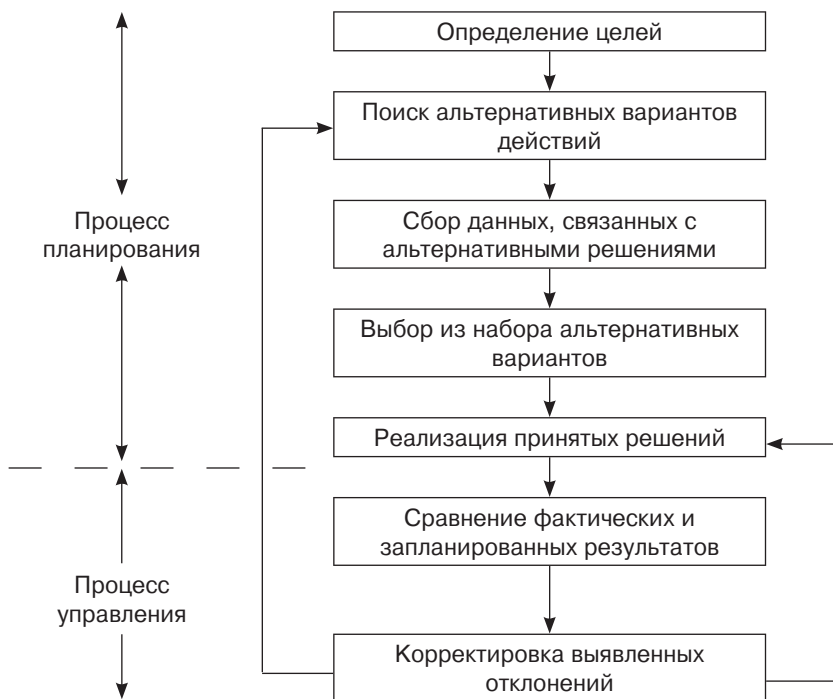 Определение целей
Поиск альтернативных вариантов
действий
Процесс
планирования
Сбор данных, связанных с
альтернативными решениями
Выбор из набора альтернативных
вариантов
Реализация принятых решений
Сравнение фактических и
запланированных результатов
Процесс
управления
Корректировка выявленных
отклонений